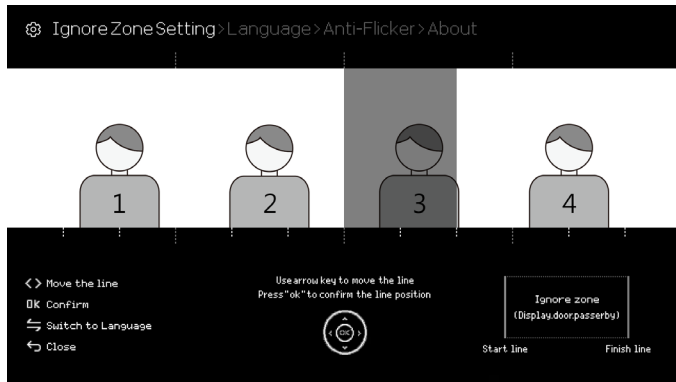 Ignore Zone Setting>Language>Anti-Flicker>About
1 2 3 4
< > Move the line
OK Confirm
Switch to Language
Close
Use arrow key to move the line
Press "ok" to confirm the line position
OK
Ignore zone
(Display.door.passerby)
Start line Finish line